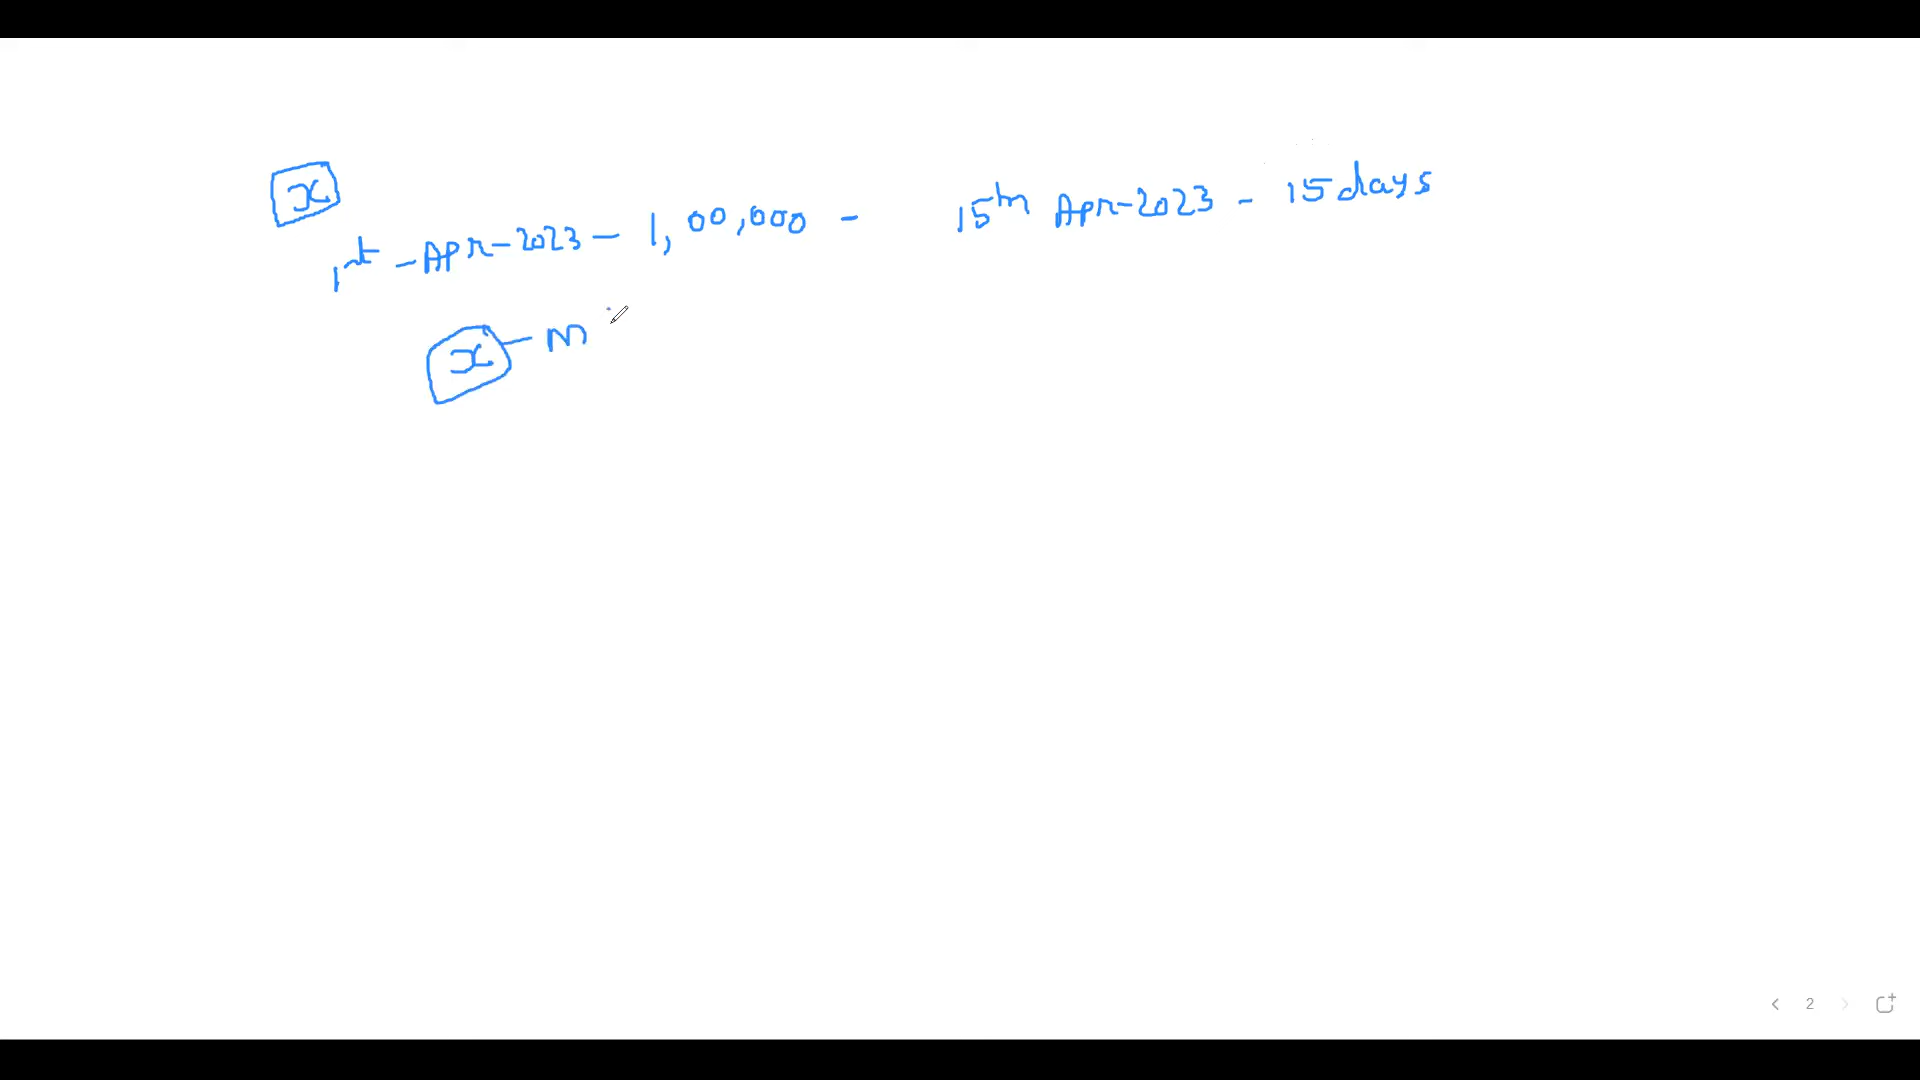 x
1st - Apr - 2023 - 1,00,000 - 15th Apr-2023 - 15 days
x - m
2